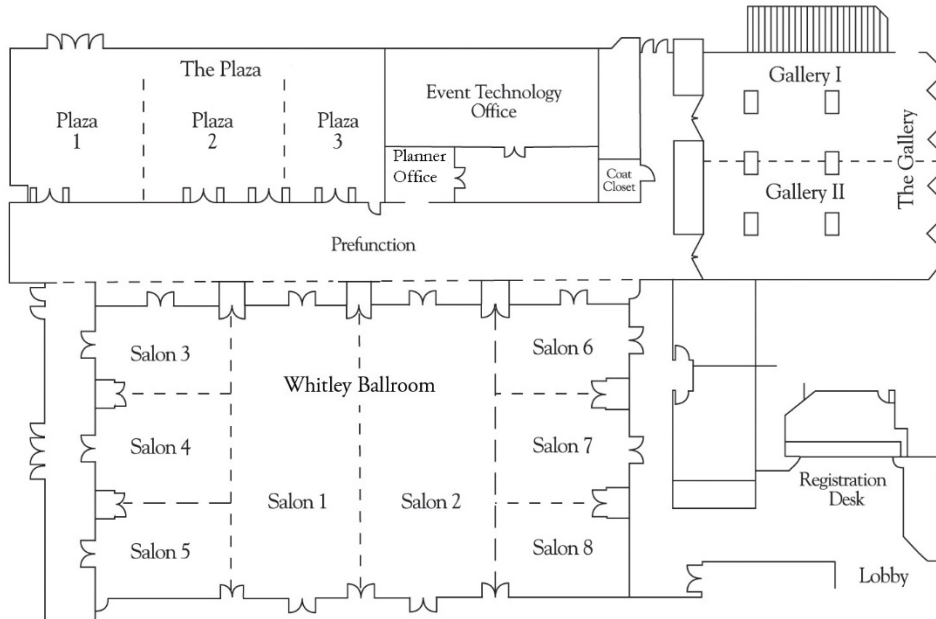 The Plaza
Plaza
1
Plaza
2
Plaza
3
Event Technology
Office
Planner
Office
Coat
Closet
Gallery I
Gallery II
The Gallery
Prefunction
Salon 3
Salon 6
Whitley Ballroom
Salon 4
Salon 7
Salon 1
Salon 2
Salon 5
Salon 8
Registration
Desk
Lobby